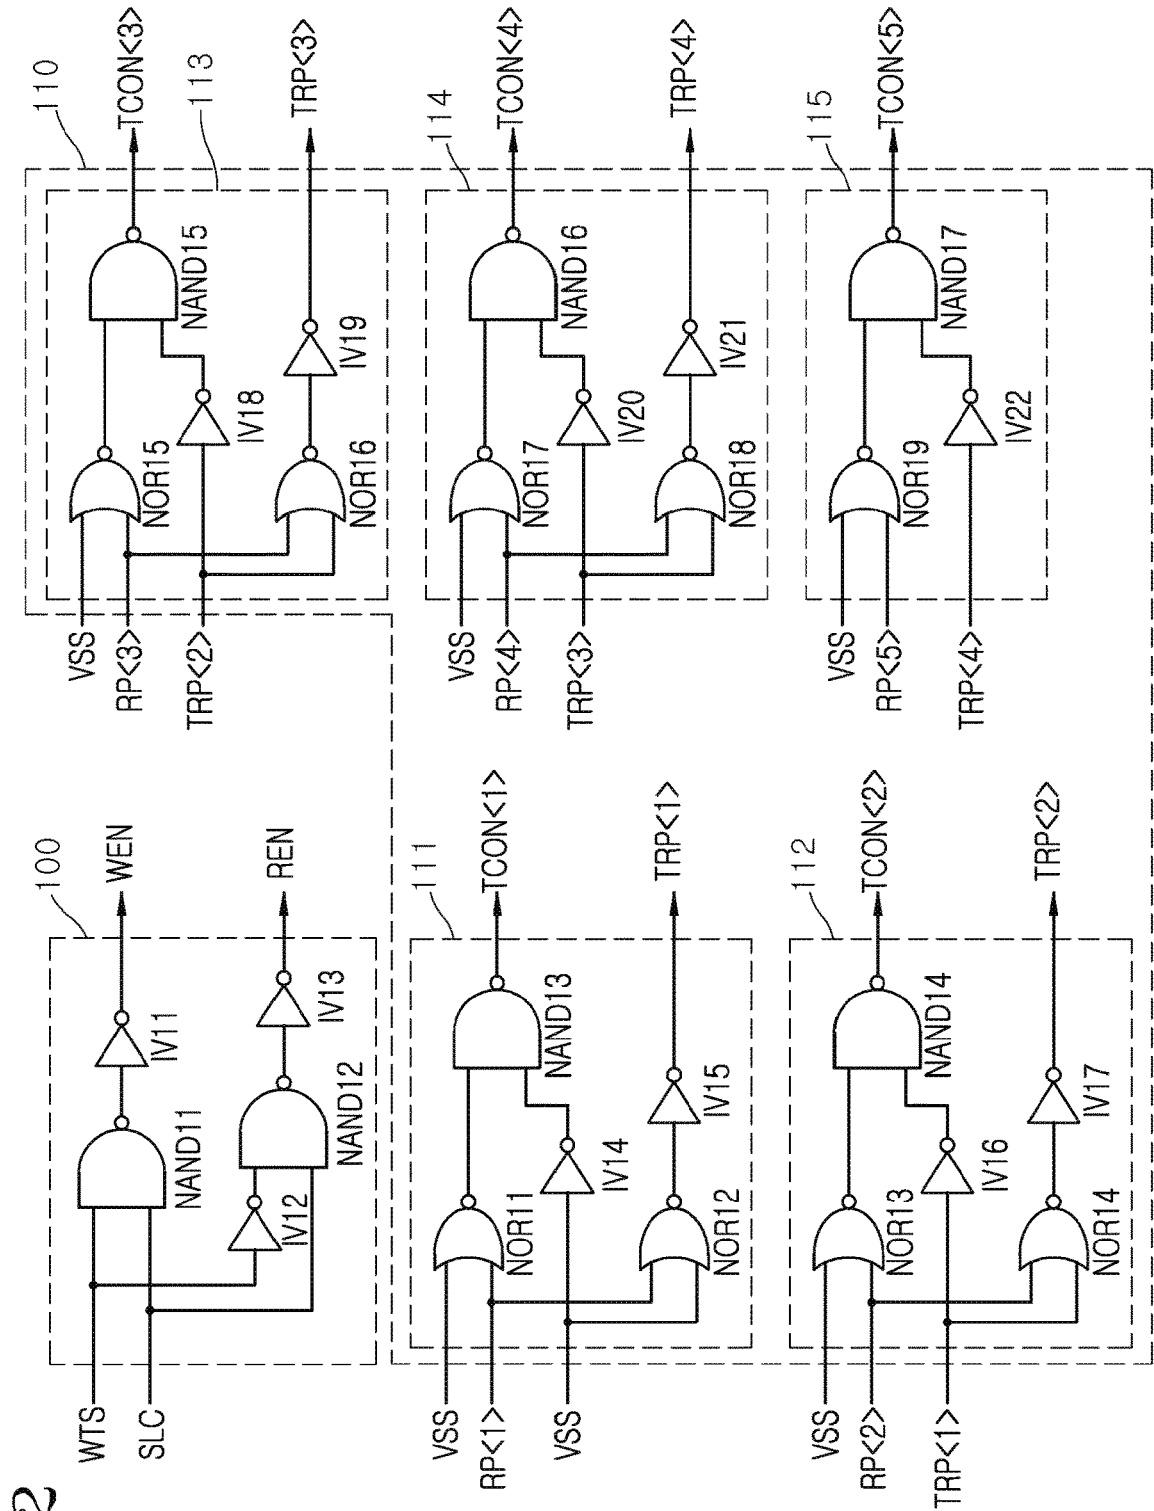 2
100
WTS
SLC
NAND11
IV11
WEN
IV12
NAND12
IV13
REN
110
111
VSS
RP<1>
VSS
NOR11
IV14
NAND13
TCON<1>
NOR12
IV15
TRP<1>
112
VSS
RP<2>
TRP<1>
NOR13
IV16
NAND14
TCON<2>
NOR14
IV17
TRP<2>
113
VSS
RP<3>
TRP<2>
NOR15
IV18
NAND15
TCON<3>
NOR16
IV19
TRP<3>
114
VSS
RP<4>
TRP<3>
NOR17
IV20
NAND16
TCON<4>
NOR18
IV21
TRP<4>
115
VSS
RP<5>
TRP<4>
NOR19
IV22
NAND17
TCON<5>